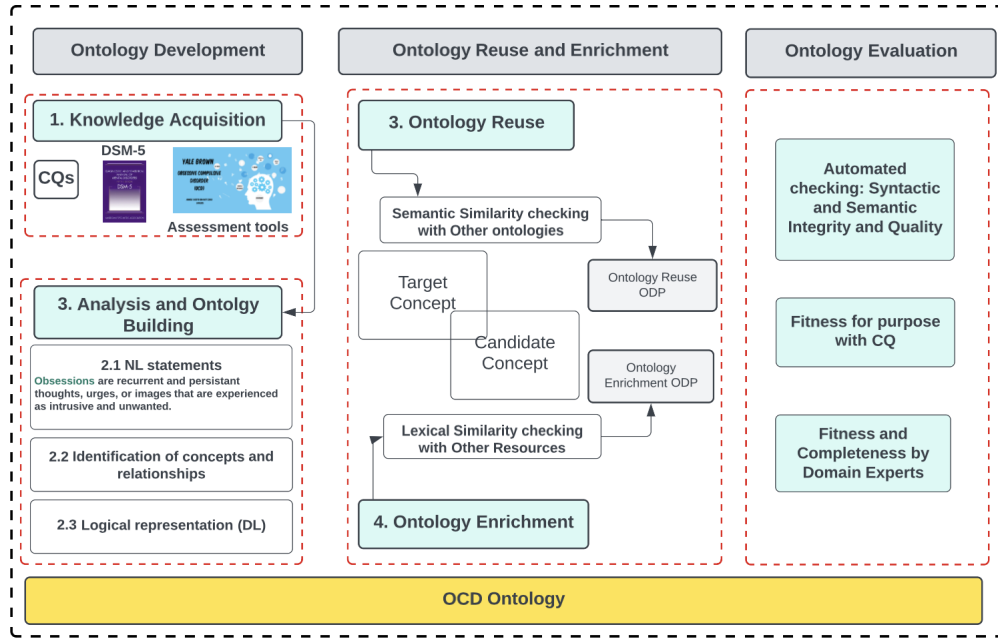 Ontology Development
1. Knowledge Acquisition
CQs
DSM-5
DSM-5
YALE BROWN
OBSESSIVE COMPULSIVE
DISORDER
Assessment tools
3. Analysis and Ontolgy
Building
2.1 NL statements
Obsessions are recurrent and persistant
thoughts, urges, or images that are experienced
as intrusive and unwanted.
2.2 Identification of concepts and
relationships
2.3 Logical representation (DL)
Ontology Reuse and Enrichment
3. Ontology Reuse
Semantic Similarity checking
with Other ontologies
Target
Concept
Candidate
Concept
Ontology Reuse
ODP
Ontology
Enrichment ODP
Lexical Similarity checking
with Other Resources
4. Ontology Enrichment
Ontology Evaluation
Automated
checking: Syntactic
and Semantic
Integrity and Quality
Fitness for purpose
with CQ
Fitness and
Completeness by
Domain Experts
OCD Ontology